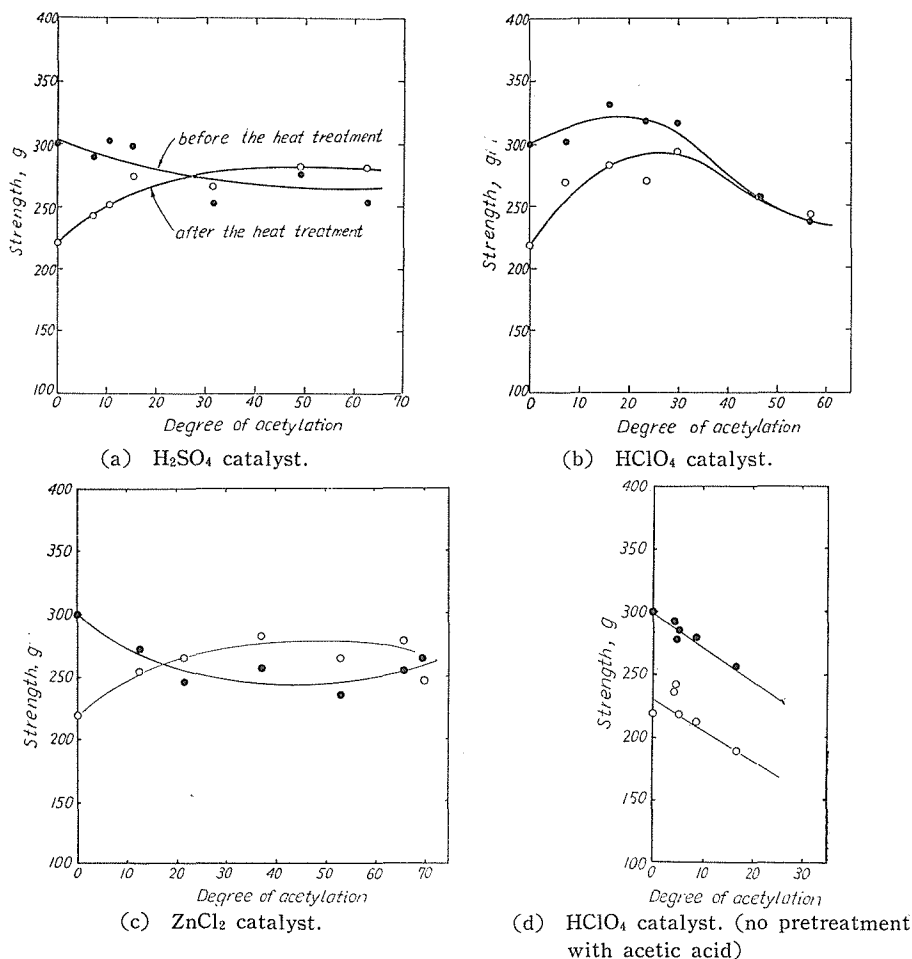 400
350
300
250
200
150
100
Strength, g
before the heat treatment
after the heat treatment
0 10 20 30 40 50 60 70
Degree of acetylation
(a) H₂SO₄ catalyst.
400
350
300
250
200
150
100
Strength, g
0 10 20 30 40 50 60
Degree of acetylation
(b) HClO₄ catalyst.
400
350
300
250
200
150
100
Strength, g
0 10 20 30 40 50 60 70
Degree of acetylation
(c) ZnCl₂ catalyst.
400
350
300
250
200
150
100
Strength, g
0 10 20 30
Degree of acetylation
(d) HClO₄ catalyst. (no pretreatment
with acetic acid)